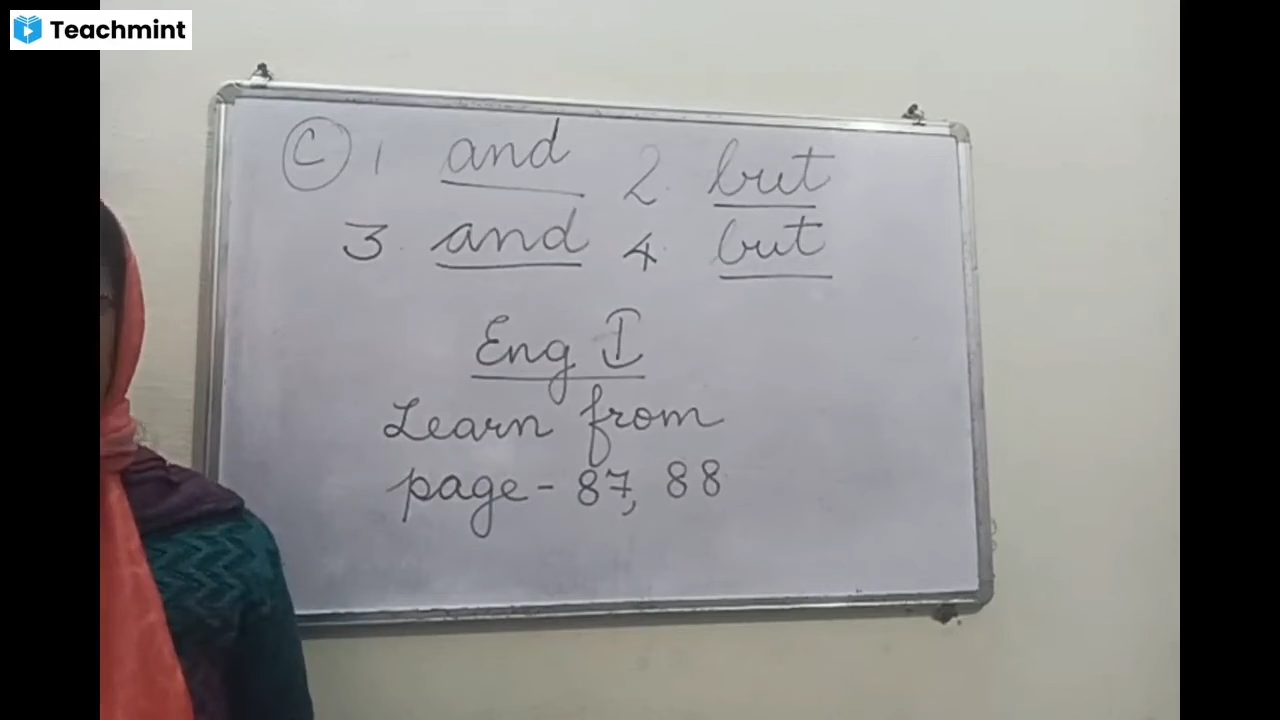 Teachmint
C 1 and 2. but
3. and 4. but
Eng I
Learn from
page - 87, 88